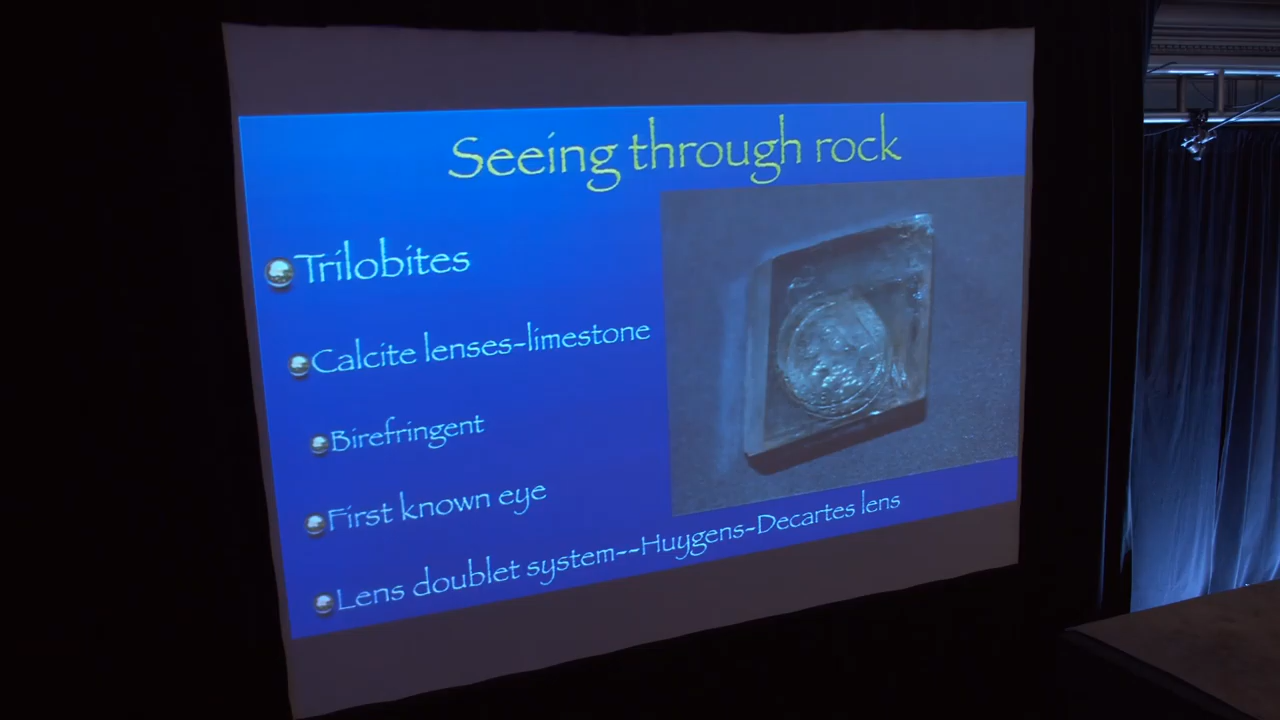 Seeing through rock
Trilobites
Calcite lenses-limestone
Birefringent
First known eye
Lens doublet system--Huygens-Decartes lens